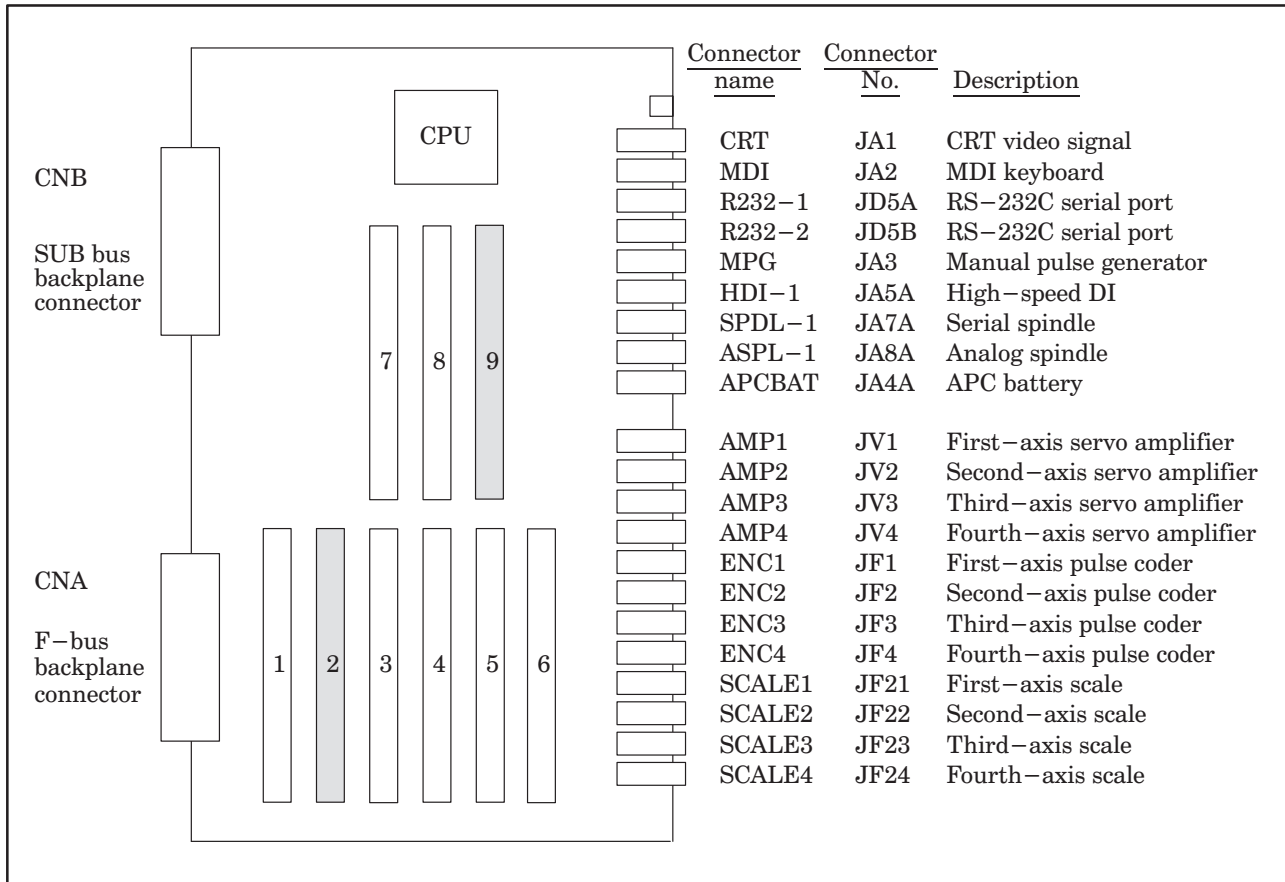 Connector name Connector No. Description
CPU
CNB
SUB bus
backplane
connector
CRT JA1 CRT video signal
MDI JA2 MDI keyboard
R232−1 JD5A RS−232C serial port
R232−2 JD5B RS−232C serial port
MPG JA3 Manual pulse generator
HDI−1 JA5A High−speed DI
SPDL−1 JA7A Serial spindle
ASPL−1 JA8A Analog spindle
APCBAT JA4A APC battery
7 8 9
AMP1 JV1 First−axis servo amplifier
AMP2 JV2 Second−axis servo amplifier
AMP3 JV3 Third−axis servo amplifier
AMP4 JV4 Fourth−axis servo amplifier
ENC1 JF1 First−axis pulse coder
ENC2 JF2 Second−axis pulse coder
ENC3 JF3 Third−axis pulse coder
ENC4 JF4 Fourth−axis pulse coder
SCALE1 JF21 First−axis scale
SCALE2 JF22 Second−axis scale
SCALE3 JF23 Third−axis scale
SCALE4 JF24 Fourth−axis scale
CNA
F−bus
backplane
connector
1 2 3 4 5 6